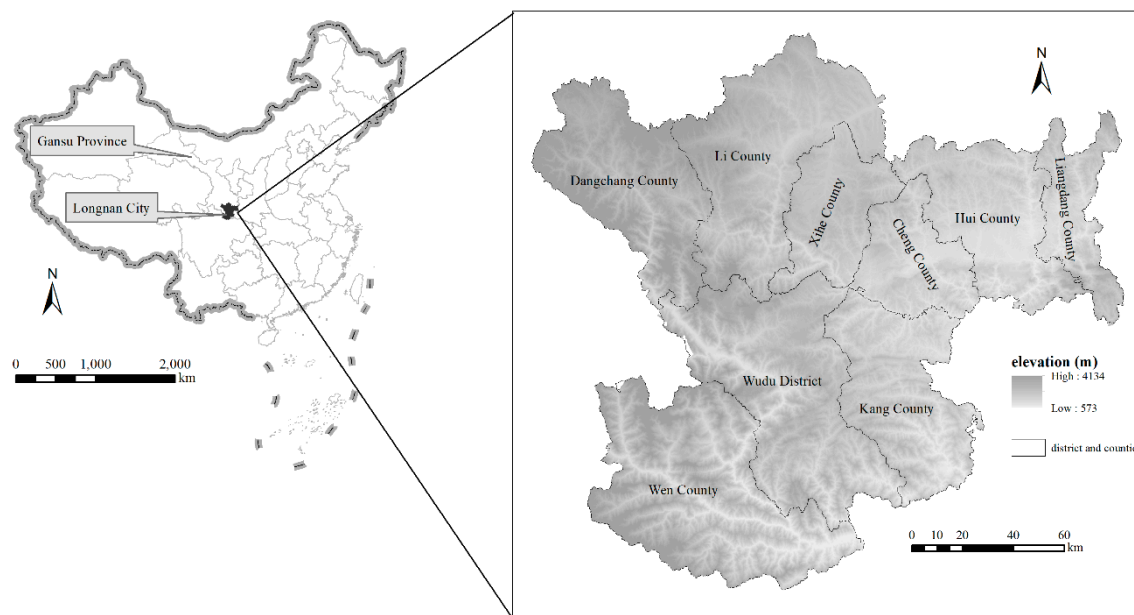 Gansu Province
Longnan City
N
0 500 1,000 2,000
km
N
Li County
Dangchang County
Xihe County
Cheng County
Hui County
Liangdang County
Wudu District
Kang County
Wen County
elevation (m)
High : 4134
Low : 573
district and countie
0 20 40 60
km